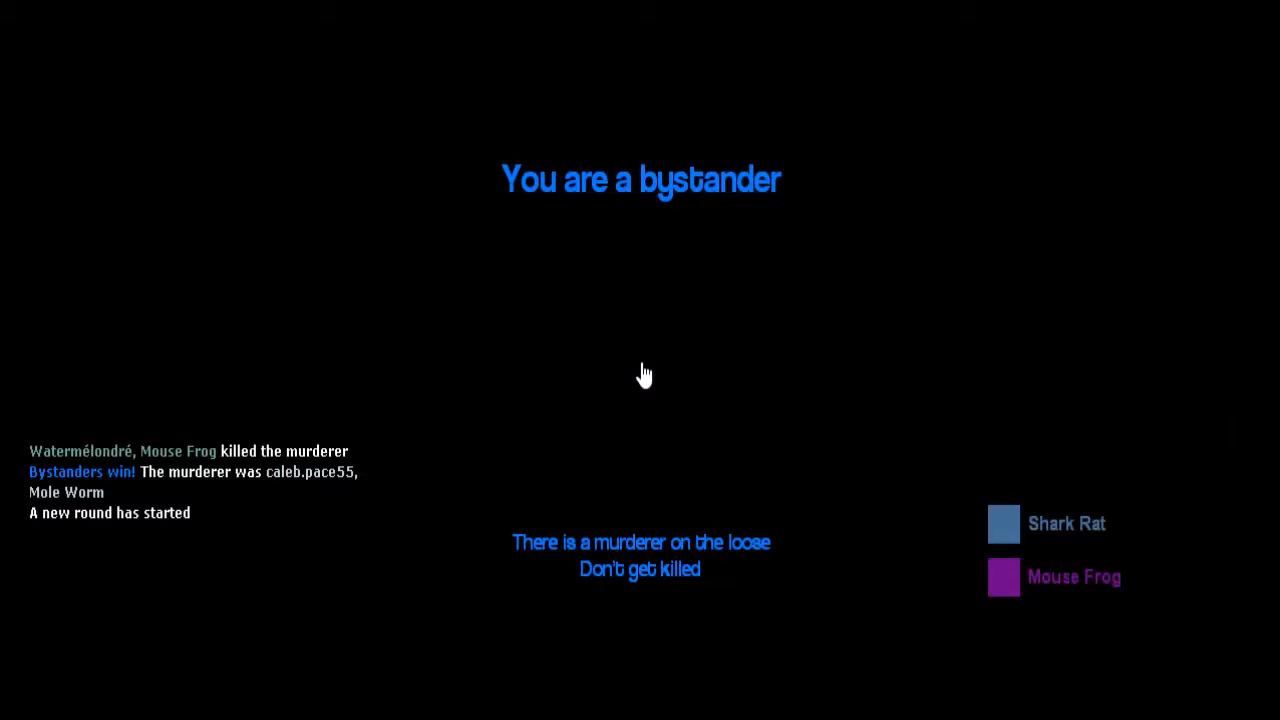 You are a bystander
Watermélondré, Mouse Frog killed the murderer
Bystanders win! The murderer was caleb.pace55,
Mole Worm
A new round has started
There is a murderer on the loose
Don't get killed
Shark Rat
Mouse Frog